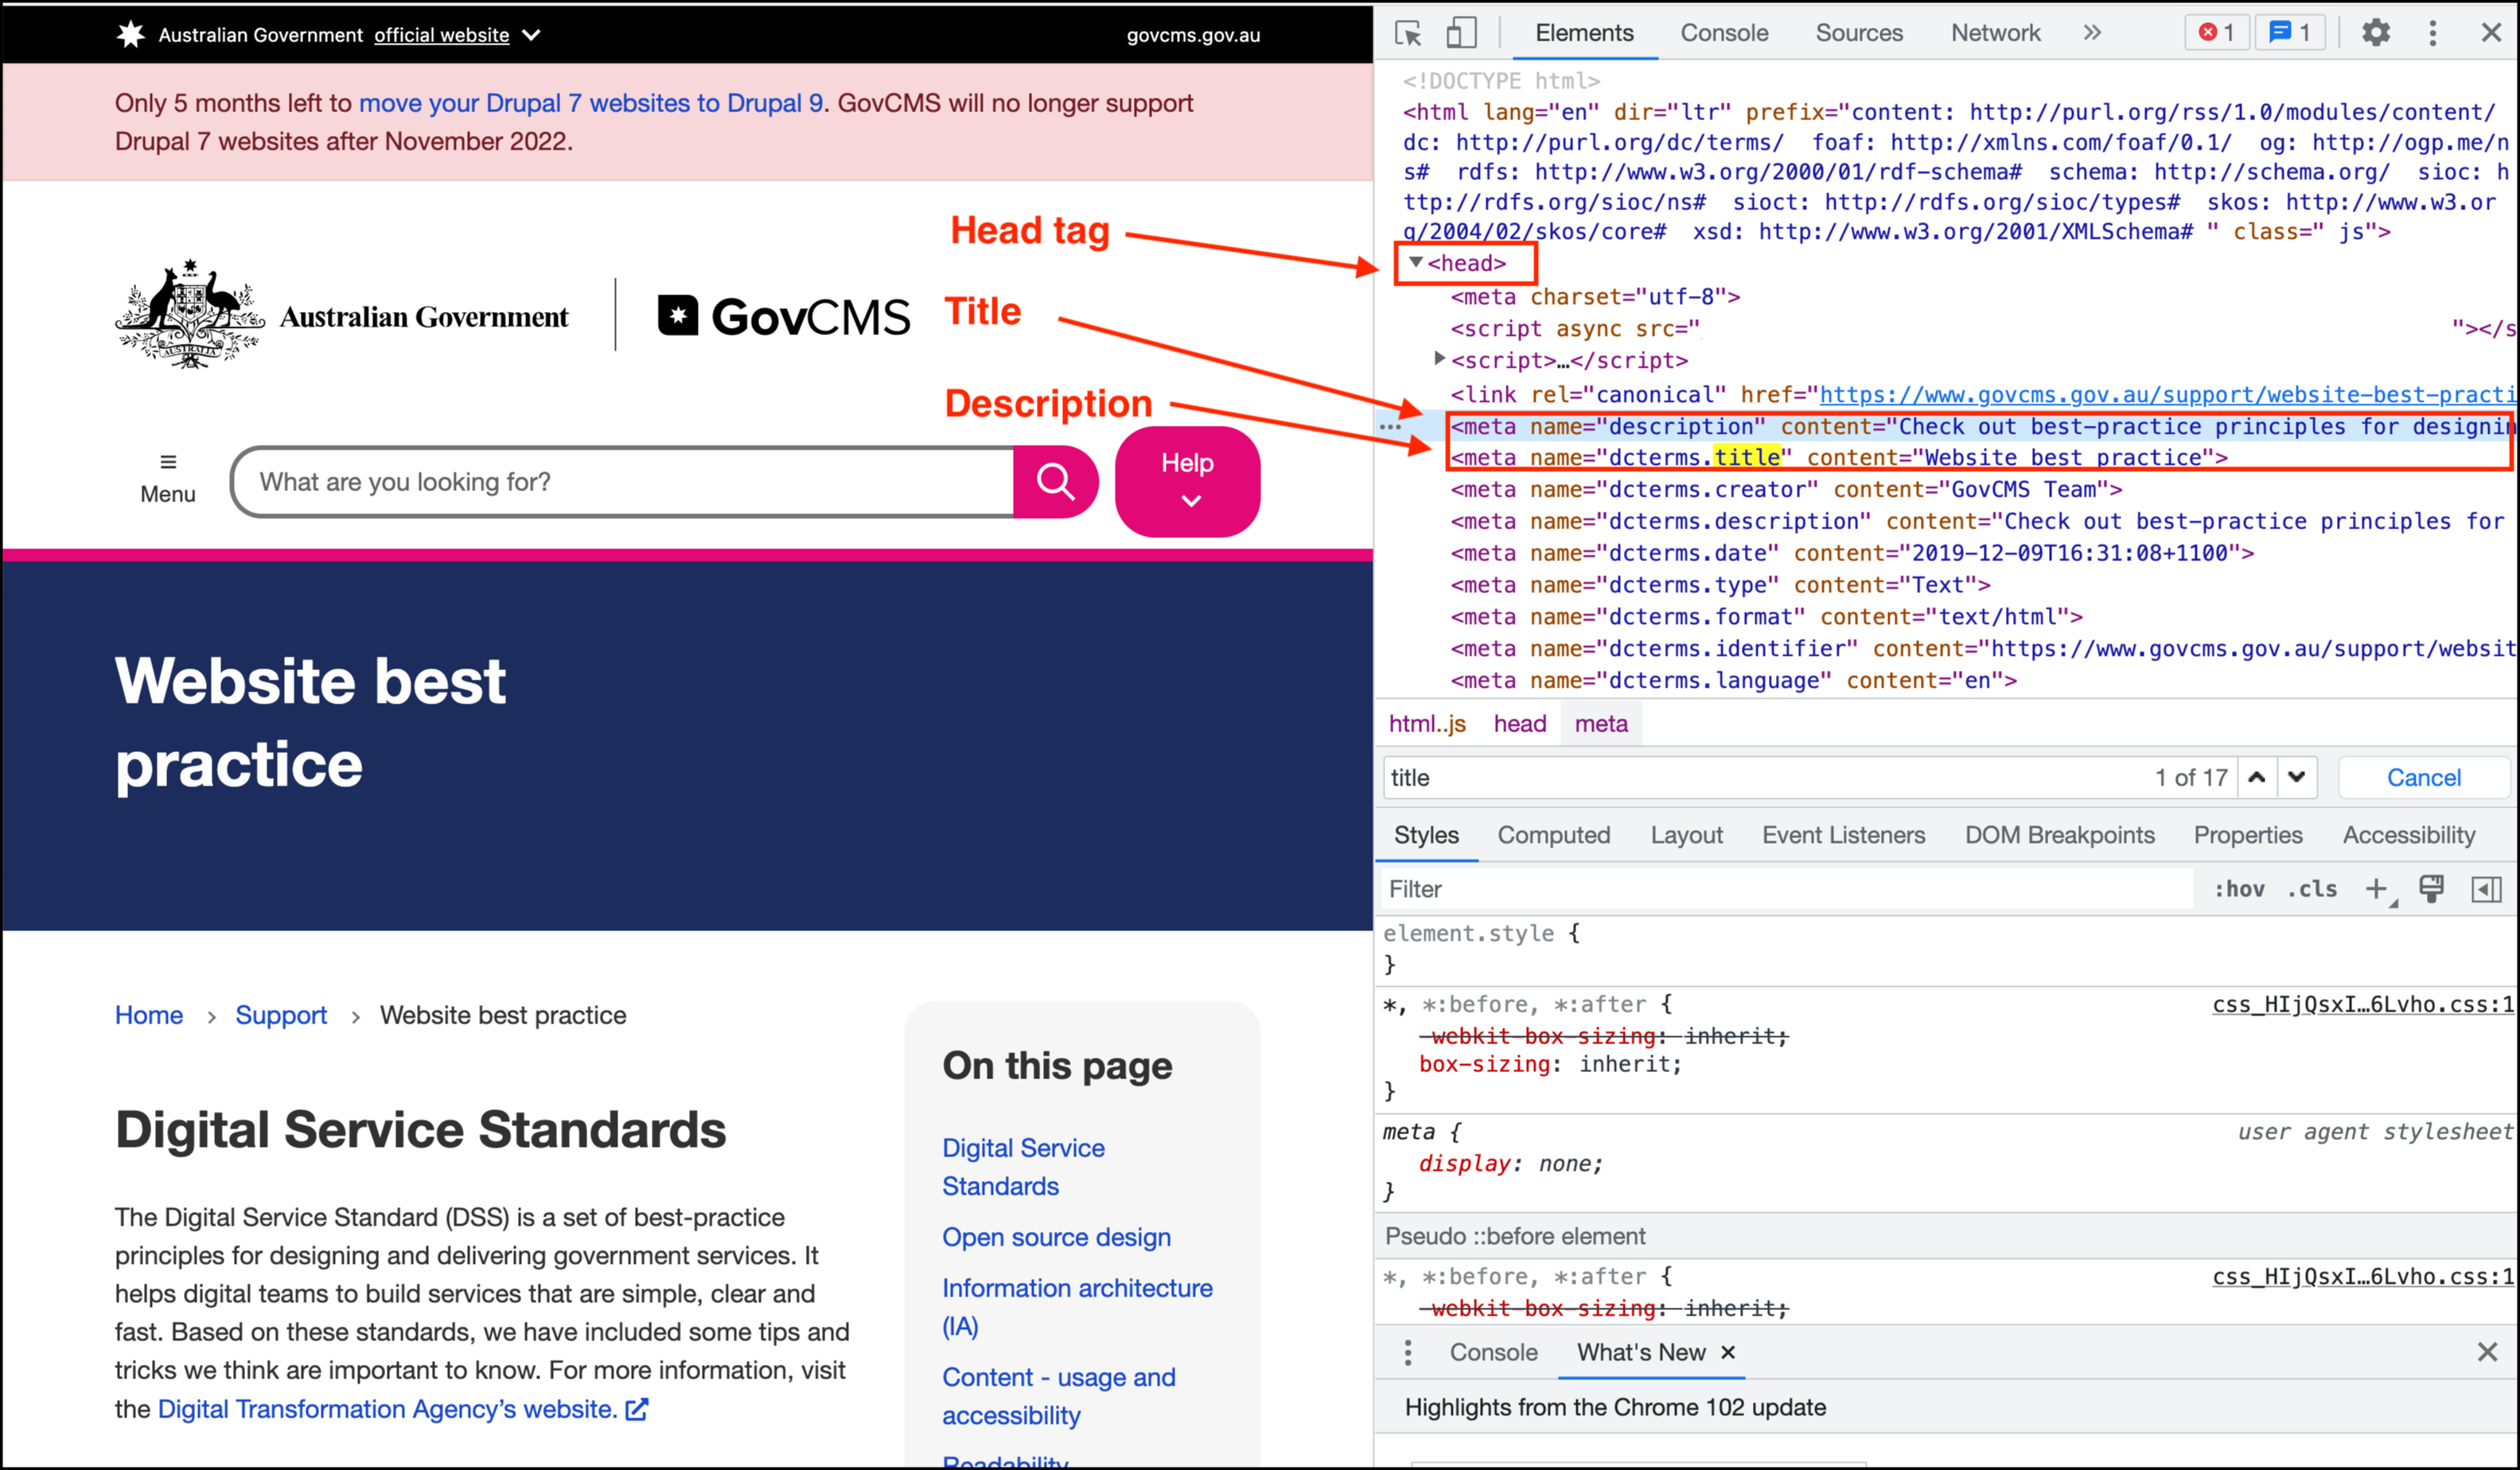 Australian Government official website
govcms.gov.au
Only 5 months left to move your Drupal 7 websites to Drupal 9. GovCMS will no longer support
Drupal 7 websites after November 2022.
AUSTRALIA
Australian Government
GovCMS
Head tag
Title
Description
Menu
What are you looking for?
Help
Website best
practice
Home › Support › Website best practice
Digital Service Standards
The Digital Service Standard (DSS) is a set of best-practice
principles for designing and delivering government services. It
helps digital teams to build services that are simple, clear and
fast. Based on these standards, we have included some tips and
tricks we think are important to know. For more information, visit
the Digital Transformation Agency's website.
On this page
Digital Service
Standards
Open source design
Information architecture
(IA)
Content - usage and
accessibility
Readability
Elements Console Sources Network » 1 1
<!DOCTYPE html>
<html lang="en" dir="ltr" prefix="content: http://purl.org/rss/1.0/modules/content/
dc: http://purl.org/dc/terms/  foaf: http://xmlns.com/foaf/0.1/  og: http://ogp.me/n
s#  rdfs: http://www.w3.org/2000/01/rdf-schema#  schema: http://schema.org/  sioc: h
ttp://rdfs.org/sioc/ns#  sioct: http://rdfs.org/sioc/types#  skos: http://www.w3.or
g/2004/02/skos/core#  xsd: http://www.w3.org/2001/XMLSchema# " class=" js">
<head>
<meta charset="utf-8">
<script async src=" "></s
<script>…</script>
<link rel="canonical" href="https://www.govcms.gov.au/support/website-best-practi
<meta name="description" content="Check out best-practice principles for designin
<meta name="dcterms.title" content="Website best practice">
<meta name="dcterms.creator" content="GovCMS Team">
<meta name="dcterms.description" content="Check out best-practice principles for
<meta name="dcterms.date" content="2019-12-09T16:31:08+1100">
<meta name="dcterms.type" content="Text">
<meta name="dcterms.format" content="text/html">
<meta name="dcterms.identifier" content="https://www.govcms.gov.au/support/websit
<meta name="dcterms.language" content="en">
html..js head meta
title 1 of 17 Cancel
Styles Computed Layout Event Listeners DOM Breakpoints Properties Accessibility
Filter :hov .cls +
element.style {
}
*, *:before, *:after { css_HIjQsxI…6Lvho.css:1
-webkit-box-sizing: inherit;
box-sizing: inherit;
}
meta { user agent stylesheet
display: none;
}
Pseudo ::before element
*, *:before, *:after { css_HIjQsxI…6Lvho.css:1
-webkit-box-sizing: inherit;
Console What's New ×
Highlights from the Chrome 102 update